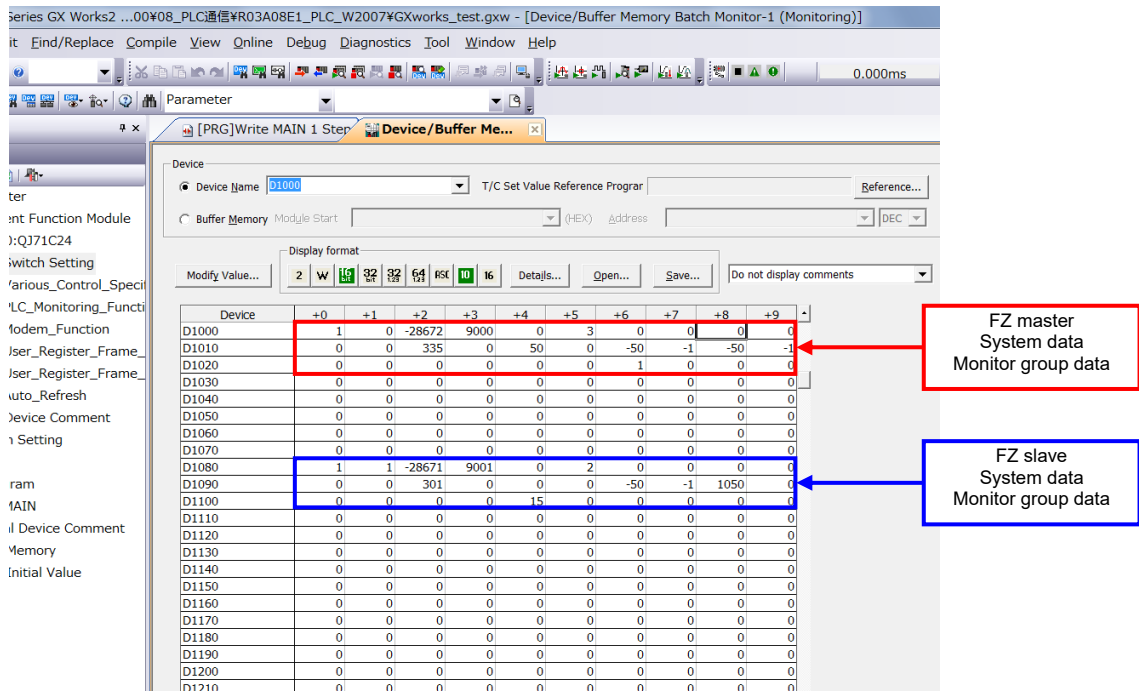 Series GX Works2 ...00¥08_PLC通信¥R03A08E1_PLC_W2007¥GXworks_test.gxw - [Device/Buffer Memory Batch Monitor-1 (Monitoring)]
it Find/Replace Compile View Online Debug Diagnostics Tool Window Help
0.000ms
Parameter
[PRG]Write MAIN 1 Step Device/Buffer Me...
Device
Device Name D1000 T/C Set Value Reference Prograr Reference...
Buffer Memory Module Start (HEX) Address DEC
Display format
Modify Value... 2 W 16 bit 32 bit 32 1.23 64 1.23 ASC 10 16 Details... Open... Save... Do not display comments
ter
ent Function Module
0:QJ71C24
Switch Setting
Various_Control_Speci
PLC_Monitoring_Functi
Modem_Function
User_Register_Frame_
User_Register_Frame_
Auto_Refresh
Device Comment
n Setting
ram
MAIN
l Device Comment
Memory
Initial Value
Device +0 +1 +2 +3 +4 +5 +6 +7 +8 +9
D1000 1 0 -28672 9000 0 3 0 0 0 0
D1010 0 0 335 0 50 0 -50 -1 -50 -1
D1020 0 0 0 0 0 0 1 0 0 0
D1030 0 0 0 0 0 0 0 0 0 0
D1040 0 0 0 0 0 0 0 0 0 0
D1050 0 0 0 0 0 0 0 0 0 0
D1060 0 0 0 0 0 0 0 0 0 0
D1070 0 0 0 0 0 0 0 0 0 0
D1080 1 1 -28671 9001 0 2 0 0 0 0
D1090 0 0 301 0 0 0 -50 -1 1050 0
D1100 0 0 0 0 15 0 0 0 0 0
D1110 0 0 0 0 0 0 0 0 0 0
D1120 0 0 0 0 0 0 0 0 0 0
D1130 0 0 0 0 0 0 0 0 0 0
D1140 0 0 0 0 0 0 0 0 0 0
D1150 0 0 0 0 0 0 0 0 0 0
D1160 0 0 0 0 0 0 0 0 0 0
D1170 0 0 0 0 0 0 0 0 0 0
D1180 0 0 0 0 0 0 0 0 0 0
D1190 0 0 0 0 0 0 0 0 0 0
D1200 0 0 0 0 0 0 0 0 0 0
D1210 0 0 0 0 0 0 0 0 0 0
FZ master
System data
Monitor group data
FZ slave
System data
Monitor group data